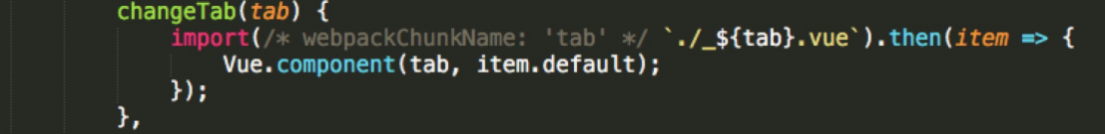 changeTab(tab) {
import(/* webpackChunkName: 'tab' */ `./_${tab}.vue`).then(item => {
Vue.component(tab, item.default);
});
},